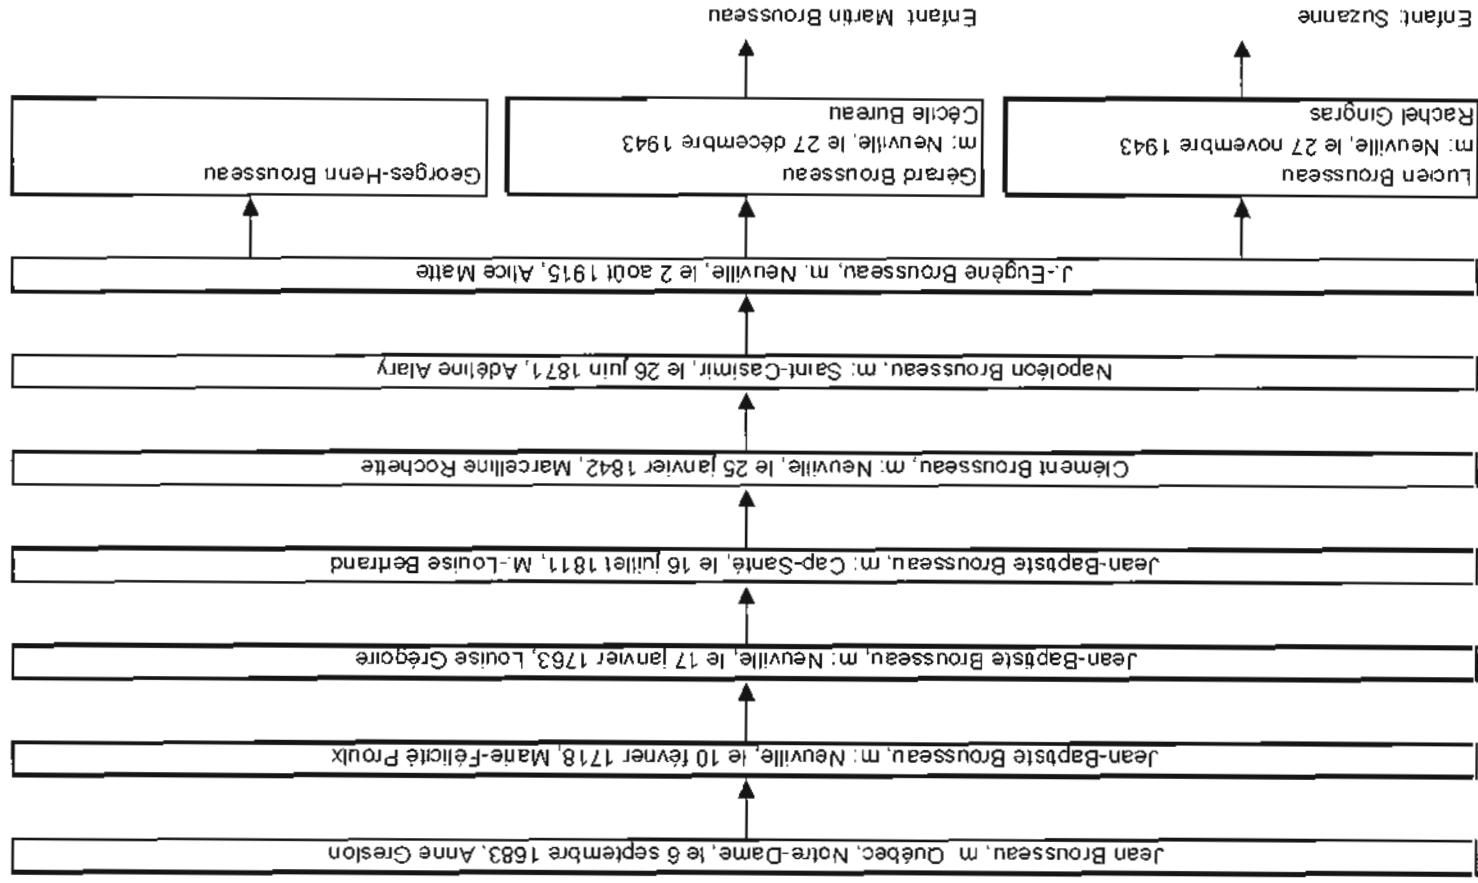 Jean Brousseau, m. Québec, Notre-Dame, le 6 septembre 1683, Anne Greslon
Jean-Baptiste Brousseau, m: Neuville, le 10 février 1718, Marie-Félicité Proulx
Jean-Baptiste Brousseau, m: Neuville, le 17 janvier 1763, Louise Grégoire
Jean-Baptiste Brousseau, m: Cap-Santé, le 16 juillet 1811, M.-Louise Bertrand
Clément Brousseau, m: Neuville, le 25 janvier 1842, Marcelline Rochette
Napoléon Brousseau, m: Saint-Casimir, le 26 juin 1871, Adéline Alary
J.-Eugène Brousseau, m. Neuville, le 2 août 1915, Alice Matte
Lucien Brousseau
m: Neuville, le 27 novembre 1943
Rachel Gingras
Enfant: Suzanne
Gérard Brousseau
m: Neuville, le 27 décembre 1943
Cécile Bureau
Enfant Martin Brousseau
Georges-Henri Brousseau